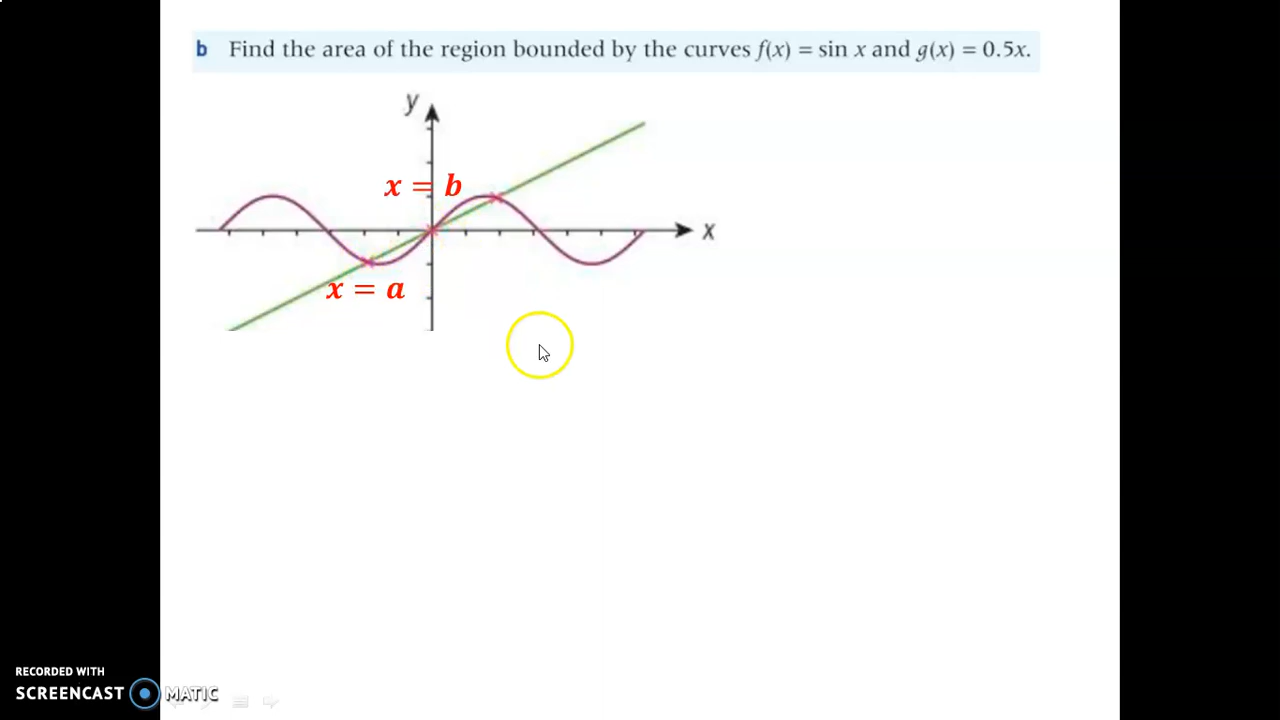 b Find the area of the region bounded by the curves f(x) = sin x and g(x) = 0.5x.
y
x = b
x
x = a
RECORDED WITH
SCREENCAST MATIC